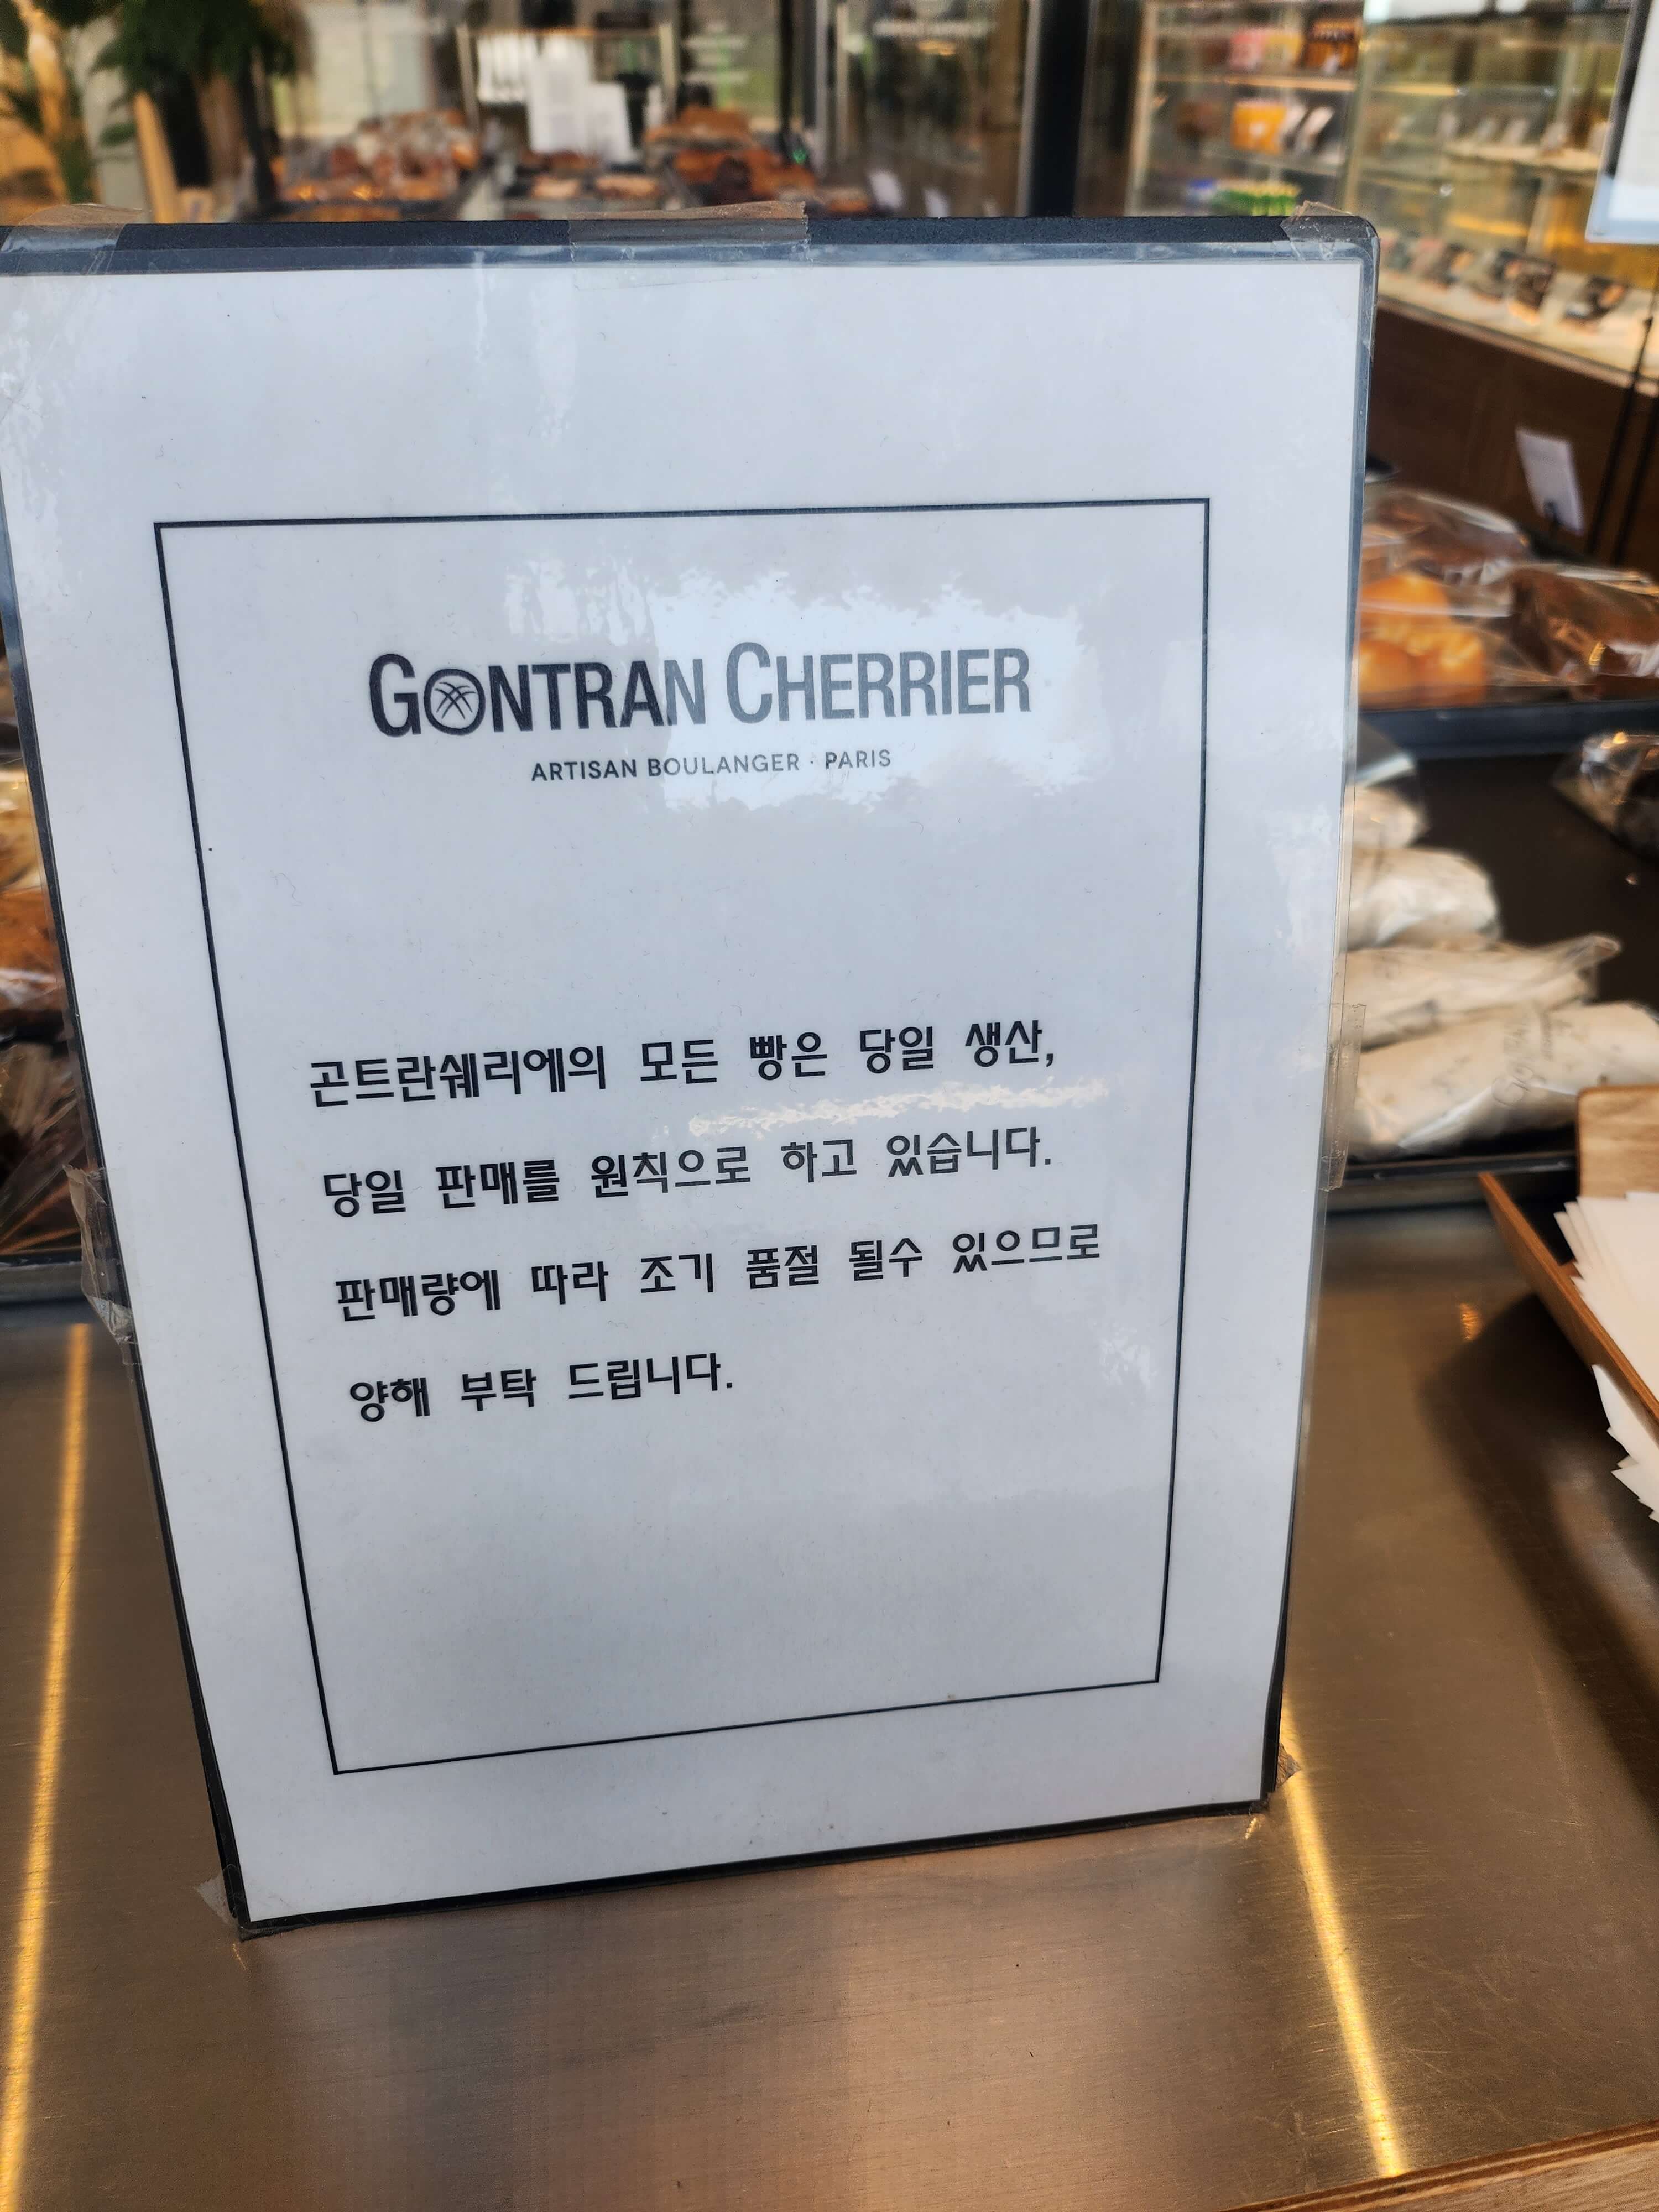 GONTRAN CHERRIER
ARTISAN BOULANGER · PARIS
곤트란쉐리에의 모든 빵은 당일 생산,
당일 판매를 원칙으로 하고 있습니다.
판매량에 따라 조기 품절 될수 있으므로
양해 부탁 드립니다.